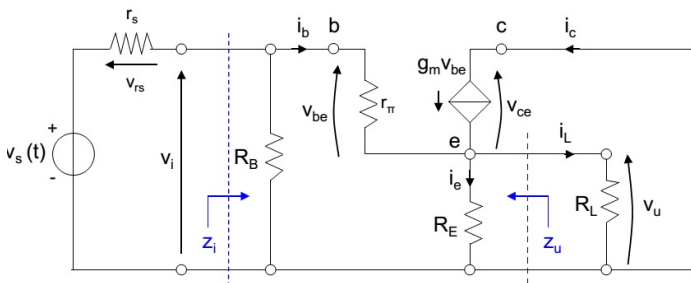 r_s
i_b
b
c
i_c
g_m v_be
v_rs
r_π
v_ce
v_be
+
e
i_L
v_s (t)
v_i
R_B
-
i_e
R_L
v_u
z_i
R_E
z_u